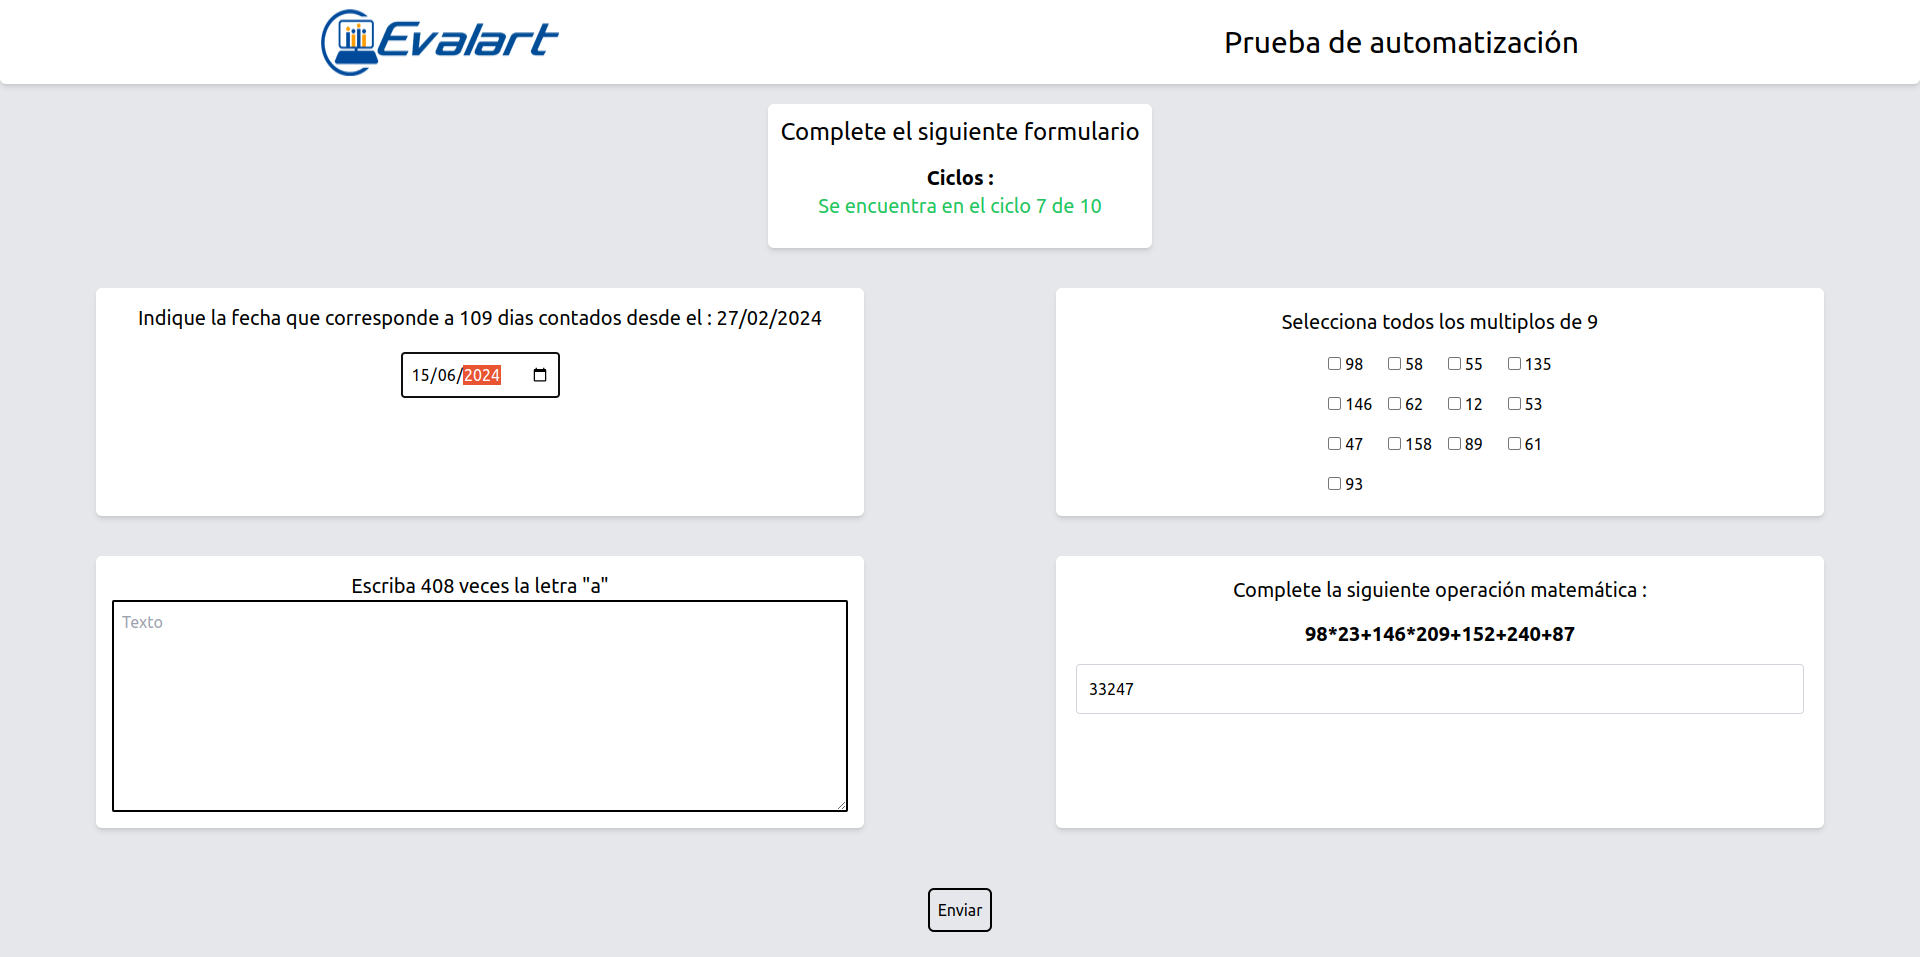 Evalart
Prueba de automatización
Complete el siguiente formulario
Ciclos :
Se encuentra en el ciclo 7 de 10
Indique la fecha que corresponde a 109 dias contados desde el : 27/02/2024
15/06/2024
Selecciona todos los multiplos de 9
98 58 55 135
146 62 12 53
47 158 89 61
93
Escriba 408 veces la letra "a"
Texto
Complete la siguiente operación matemática :
98*23+146*209+152+240+87
33247
Enviar